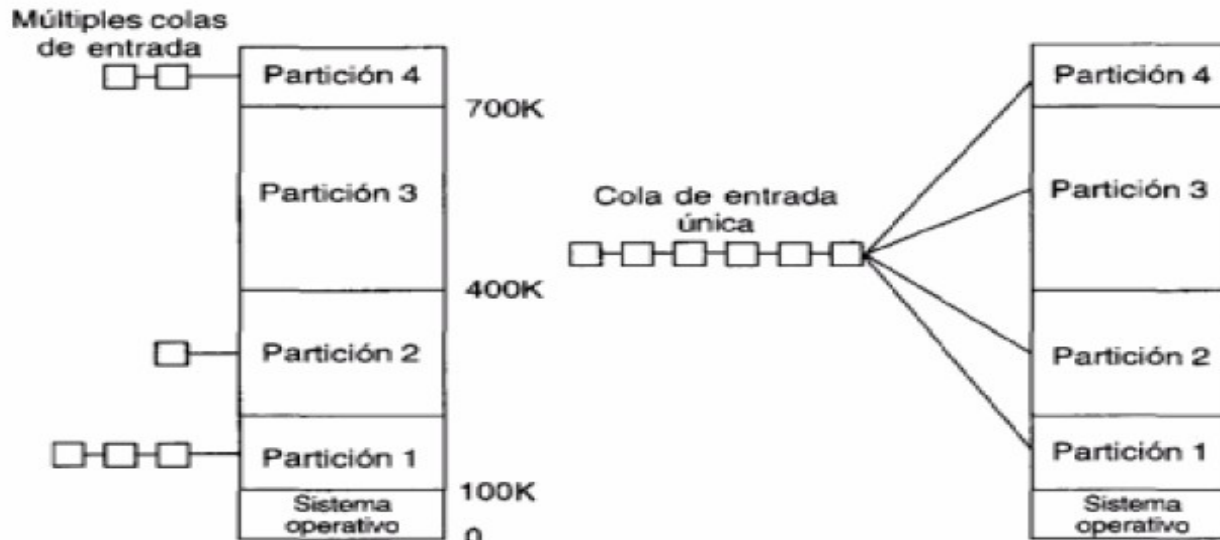 Múltiples colas
de entrada
Partición 4
700K
Partición 3
400K
Partición 2
Partición 1
100K
Sistema
operativo
0
Cola de entrada
única
Partición 4
Partición 3
Partición 2
Partición 1
Sistema
operativo